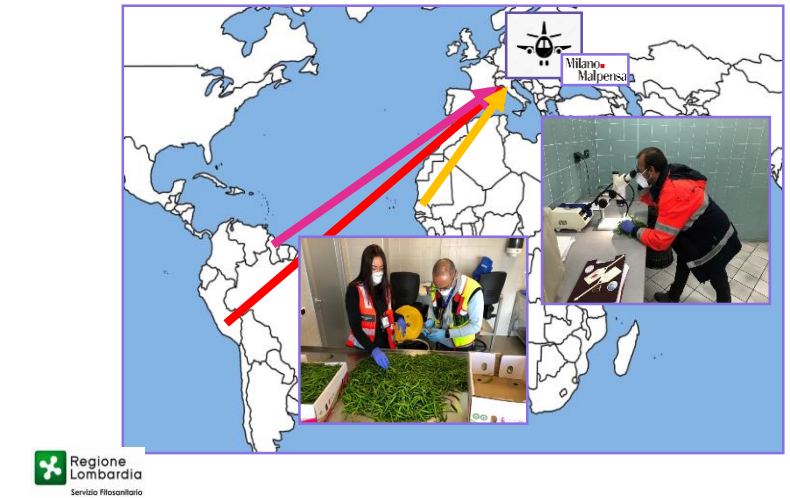 Milano
Malpensa
Regione
Lombardia
Servizio Fitosanitario